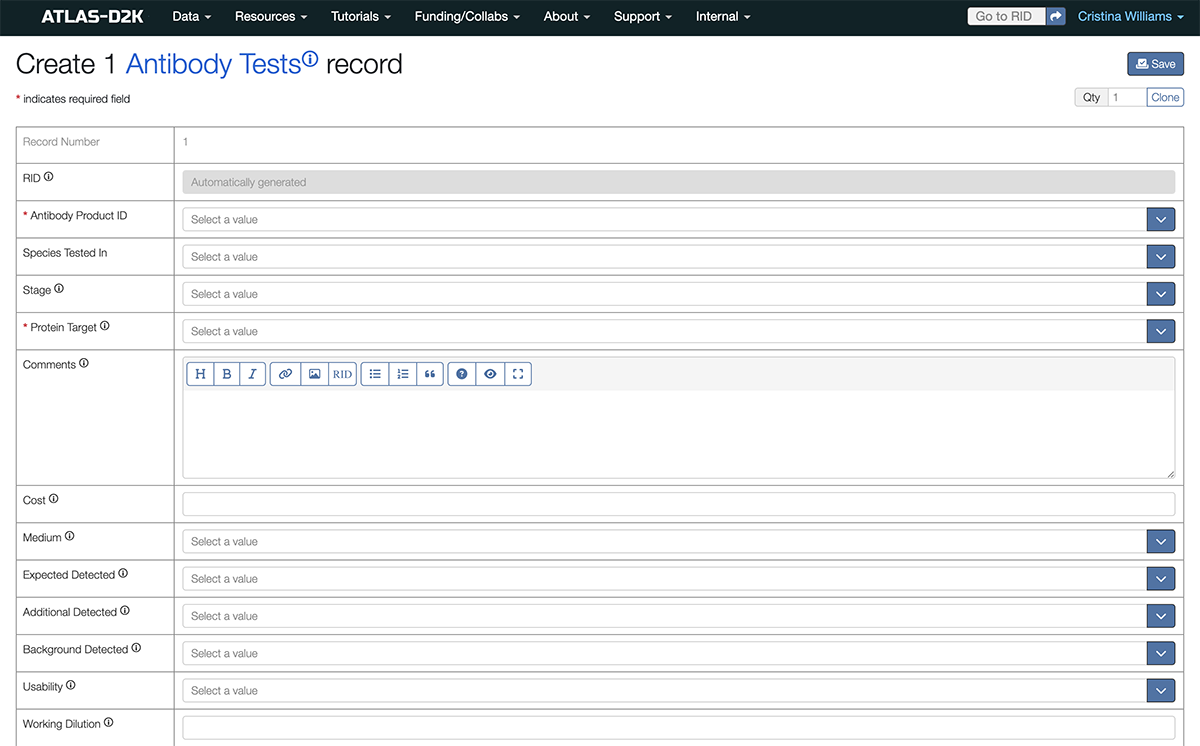 ATLAS-D2K Data Resources Tutorials Funding/Collabs About Support Internal Go to RID Cristina Williams
Create 1 Antibody Tests record
Save
* indicates required field
Qty 1 Clone
Record Number 1
RID Automatically generated
* Antibody Product ID Select a value
Species Tested In Select a value
Stage Select a value
* Protein Target Select a value
Comments
H B I RID
Cost
Medium Select a value
Expected Detected Select a value
Additional Detected Select a value
Background Detected Select a value
Usability Select a value
Working Dilution